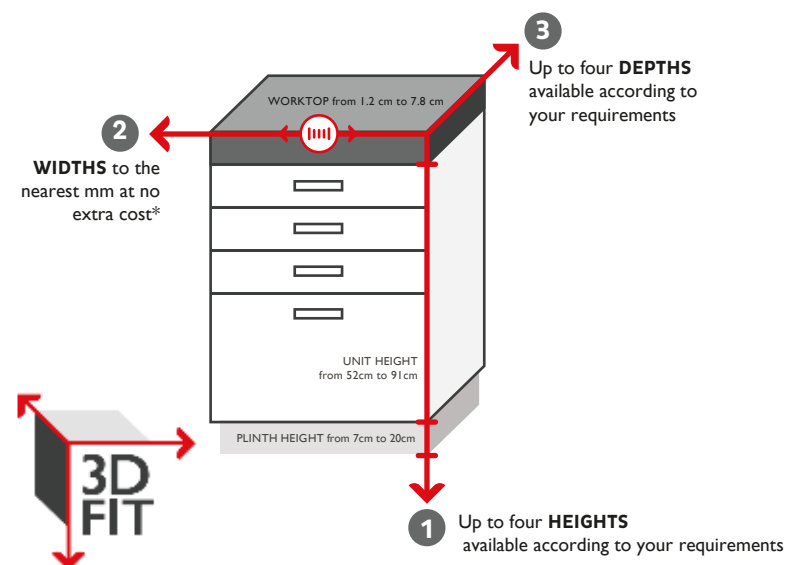 3
Up to four DEPTHS
available according to
your requirements
WORKTOP from 1.2 cm to 7.8 cm
2
WIDTHS to the
nearest mm at no
extra cost*
UNIT HEIGHT
from 52cm to 91cm
PLINTH HEIGHT from 7cm to 20cm
3D
FIT
1
Up to four HEIGHTS
available according to your requirements